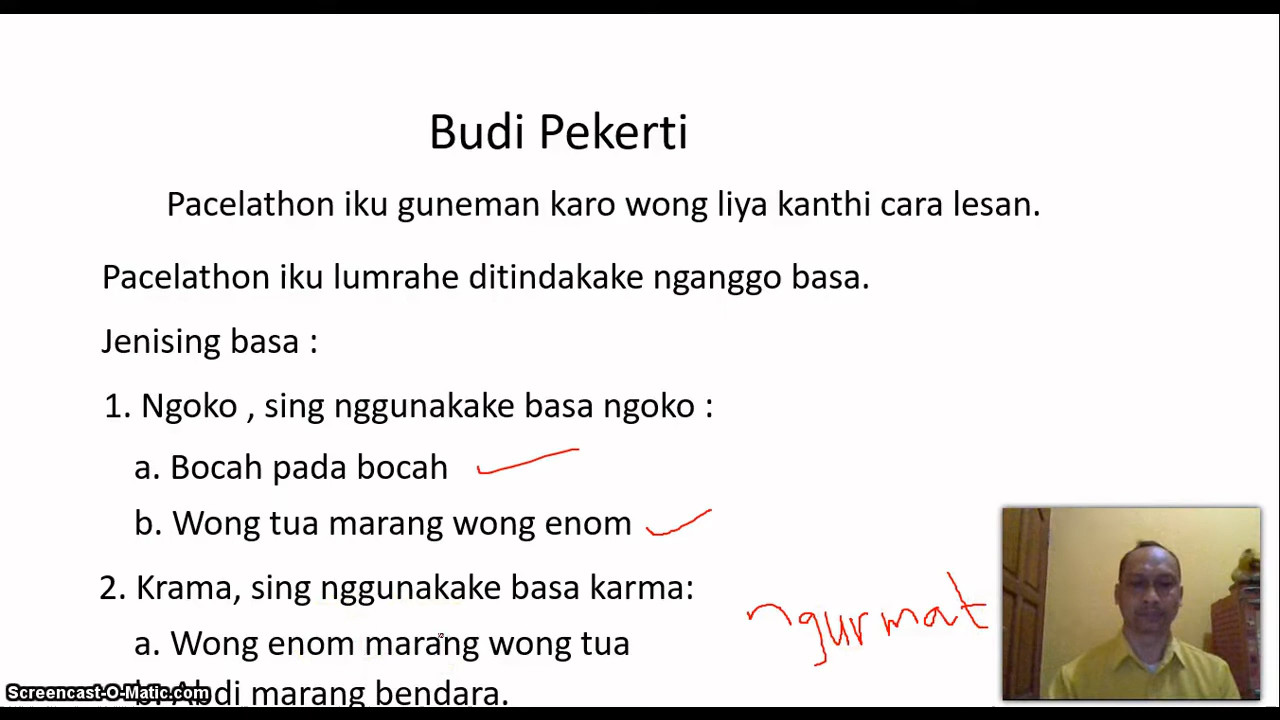 Budi Pekerti
Pacelathon iku guneman karo wong liya kanthi cara lesan.
Pacelathon iku lumrahe ditindakake nganggo basa.
Jenising basa :
1. Ngoko , sing nggunakake basa ngoko :
a. Bocah pada bocah
b. Wong tua marang wong enom
2. Krama, sing nggunakake basa karma:
ngurmat
a. Wong enom marang wong tua
b. Abdi marang bendara.
Screencast-O-Matic.com